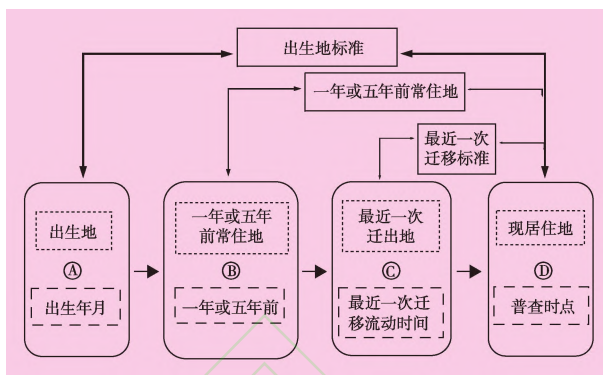 出生地标准
一年或五年前常住地
最近一次
迁移标准
出生地
Ⓐ
出生年月
一年或五年
前常住地
Ⓑ
一年或五年前
最近一次
迁出地
Ⓒ
最近一次迁
移流动时间
现居住地
Ⓓ
普查时点